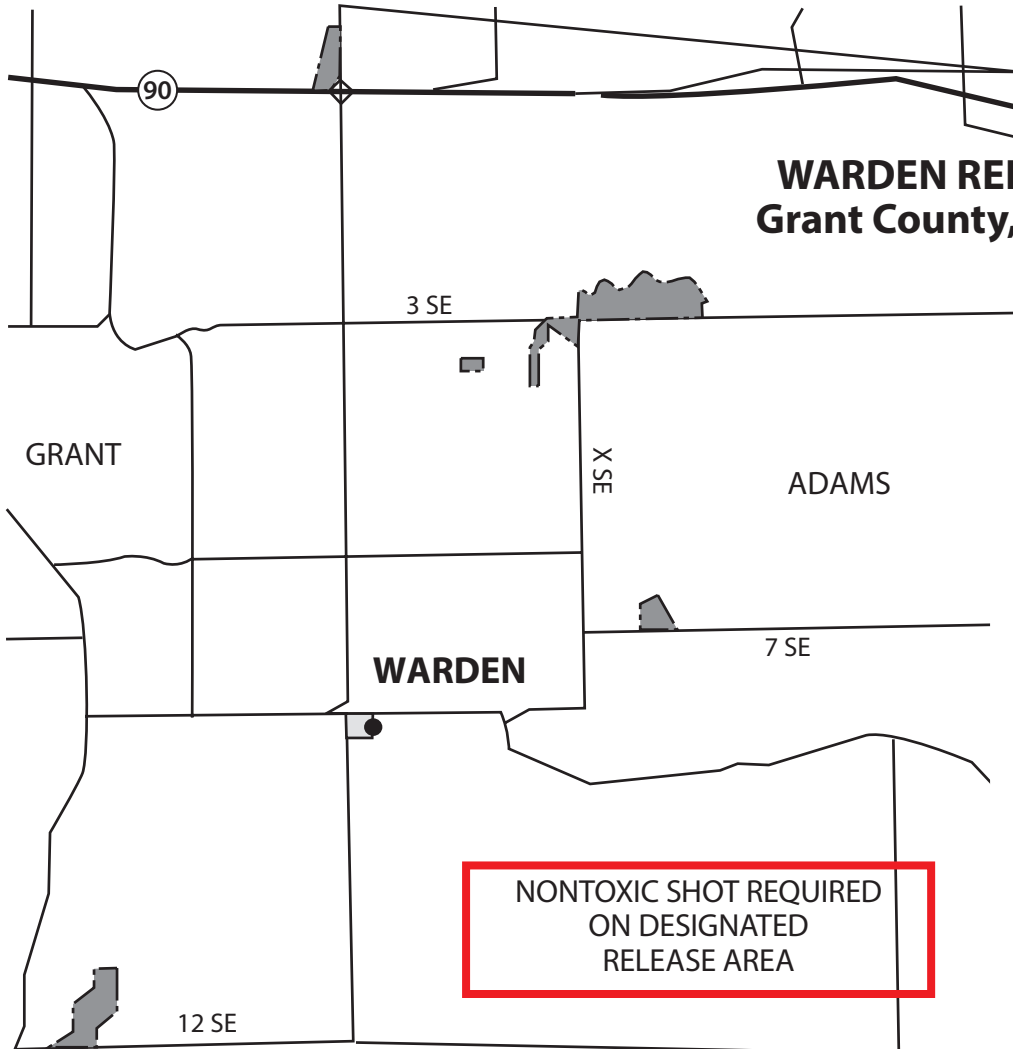 90
WARDEN REL
Grant County,
3 SE
GRANT
X SE
ADAMS
7 SE
WARDEN
NONTOXIC SHOT REQUIRED
ON DESIGNATED
RELEASE AREA
12 SE